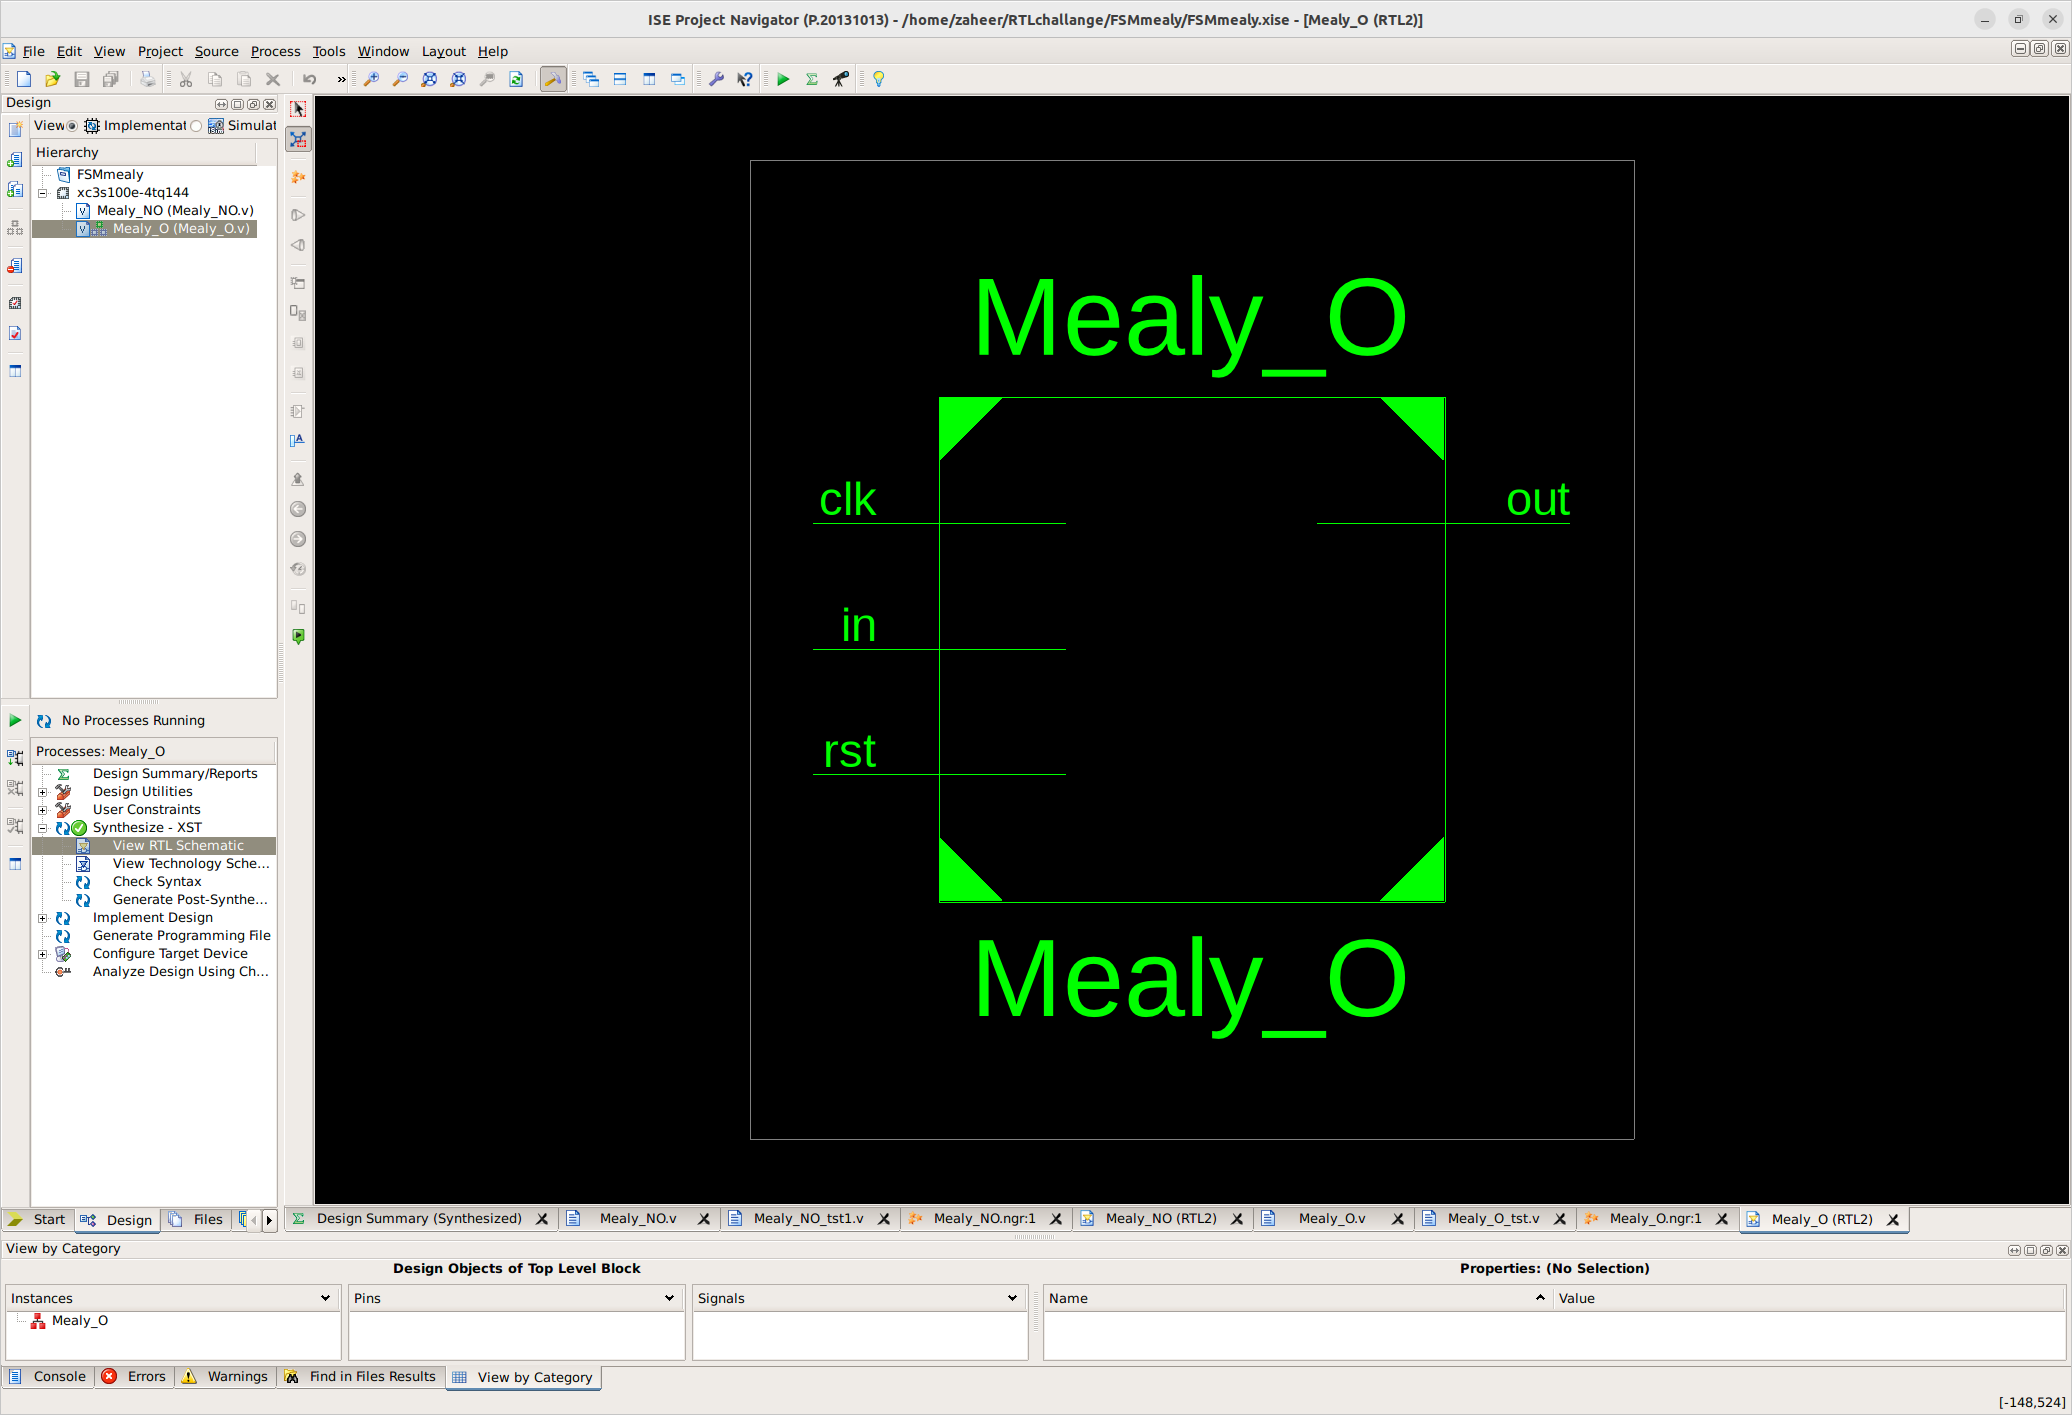 ISE Project Navigator (P.20131013) - /home/zaheer/RTLchallange/FSMmealy/FSMmealy.xise - [Mealy_O (RTL2)]
File Edit View Project Source Process Tools Window Layout Help
Design
View Implementat Simulat
Hierarchy
FSMmealy
xc3s100e-4tq144
Mealy_NO (Mealy_NO.v)
Mealy_O (Mealy_O.v)
No Processes Running
Processes: Mealy_O
Design Summary/Reports
Design Utilities
User Constraints
Synthesize - XST
View RTL Schematic
View Technology Sche...
Check Syntax
Generate Post-Synthe...
Implement Design
Generate Programming File
Configure Target Device
Analyze Design Using Ch...
Start Design Files
Mealy_O
clk
out
in
rst
Mealy_O
Design Summary (Synthesized) Mealy_NO.v Mealy_NO_tst1.v Mealy_NO.ngr:1 Mealy_NO (RTL2) Mealy_O.v Mealy_O_tst.v Mealy_O.ngr:1 Mealy_O (RTL2)
View by Category
Design Objects of Top Level Block
Properties: (No Selection)
Instances Pins Signals Name Value
Mealy_O
Console Errors Warnings Find in Files Results View by Category
[-148,524]